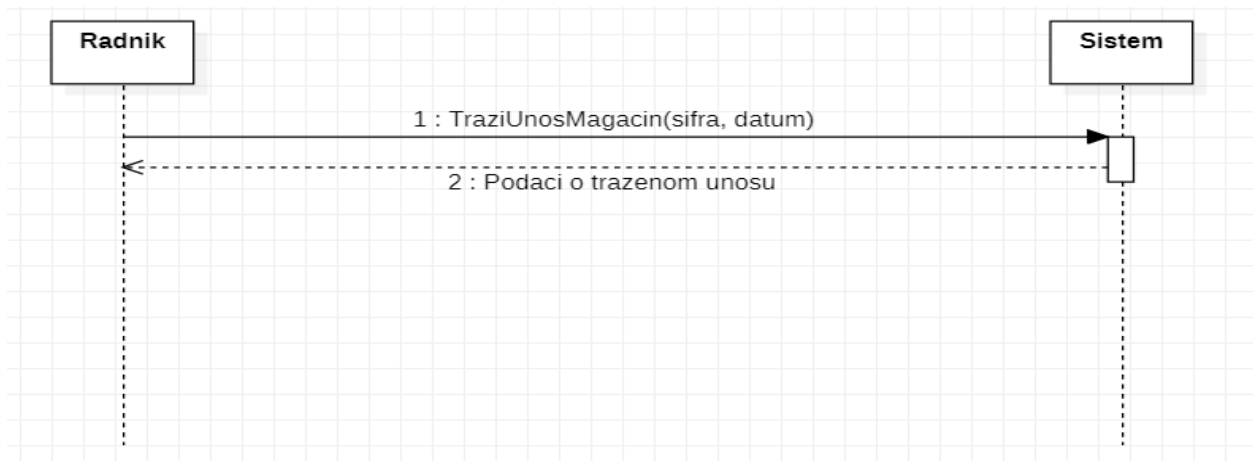 Radnik
Sistem
1 : TraziUnosMagacin(sifra, datum)
2 : Podaci o trazenom unosu